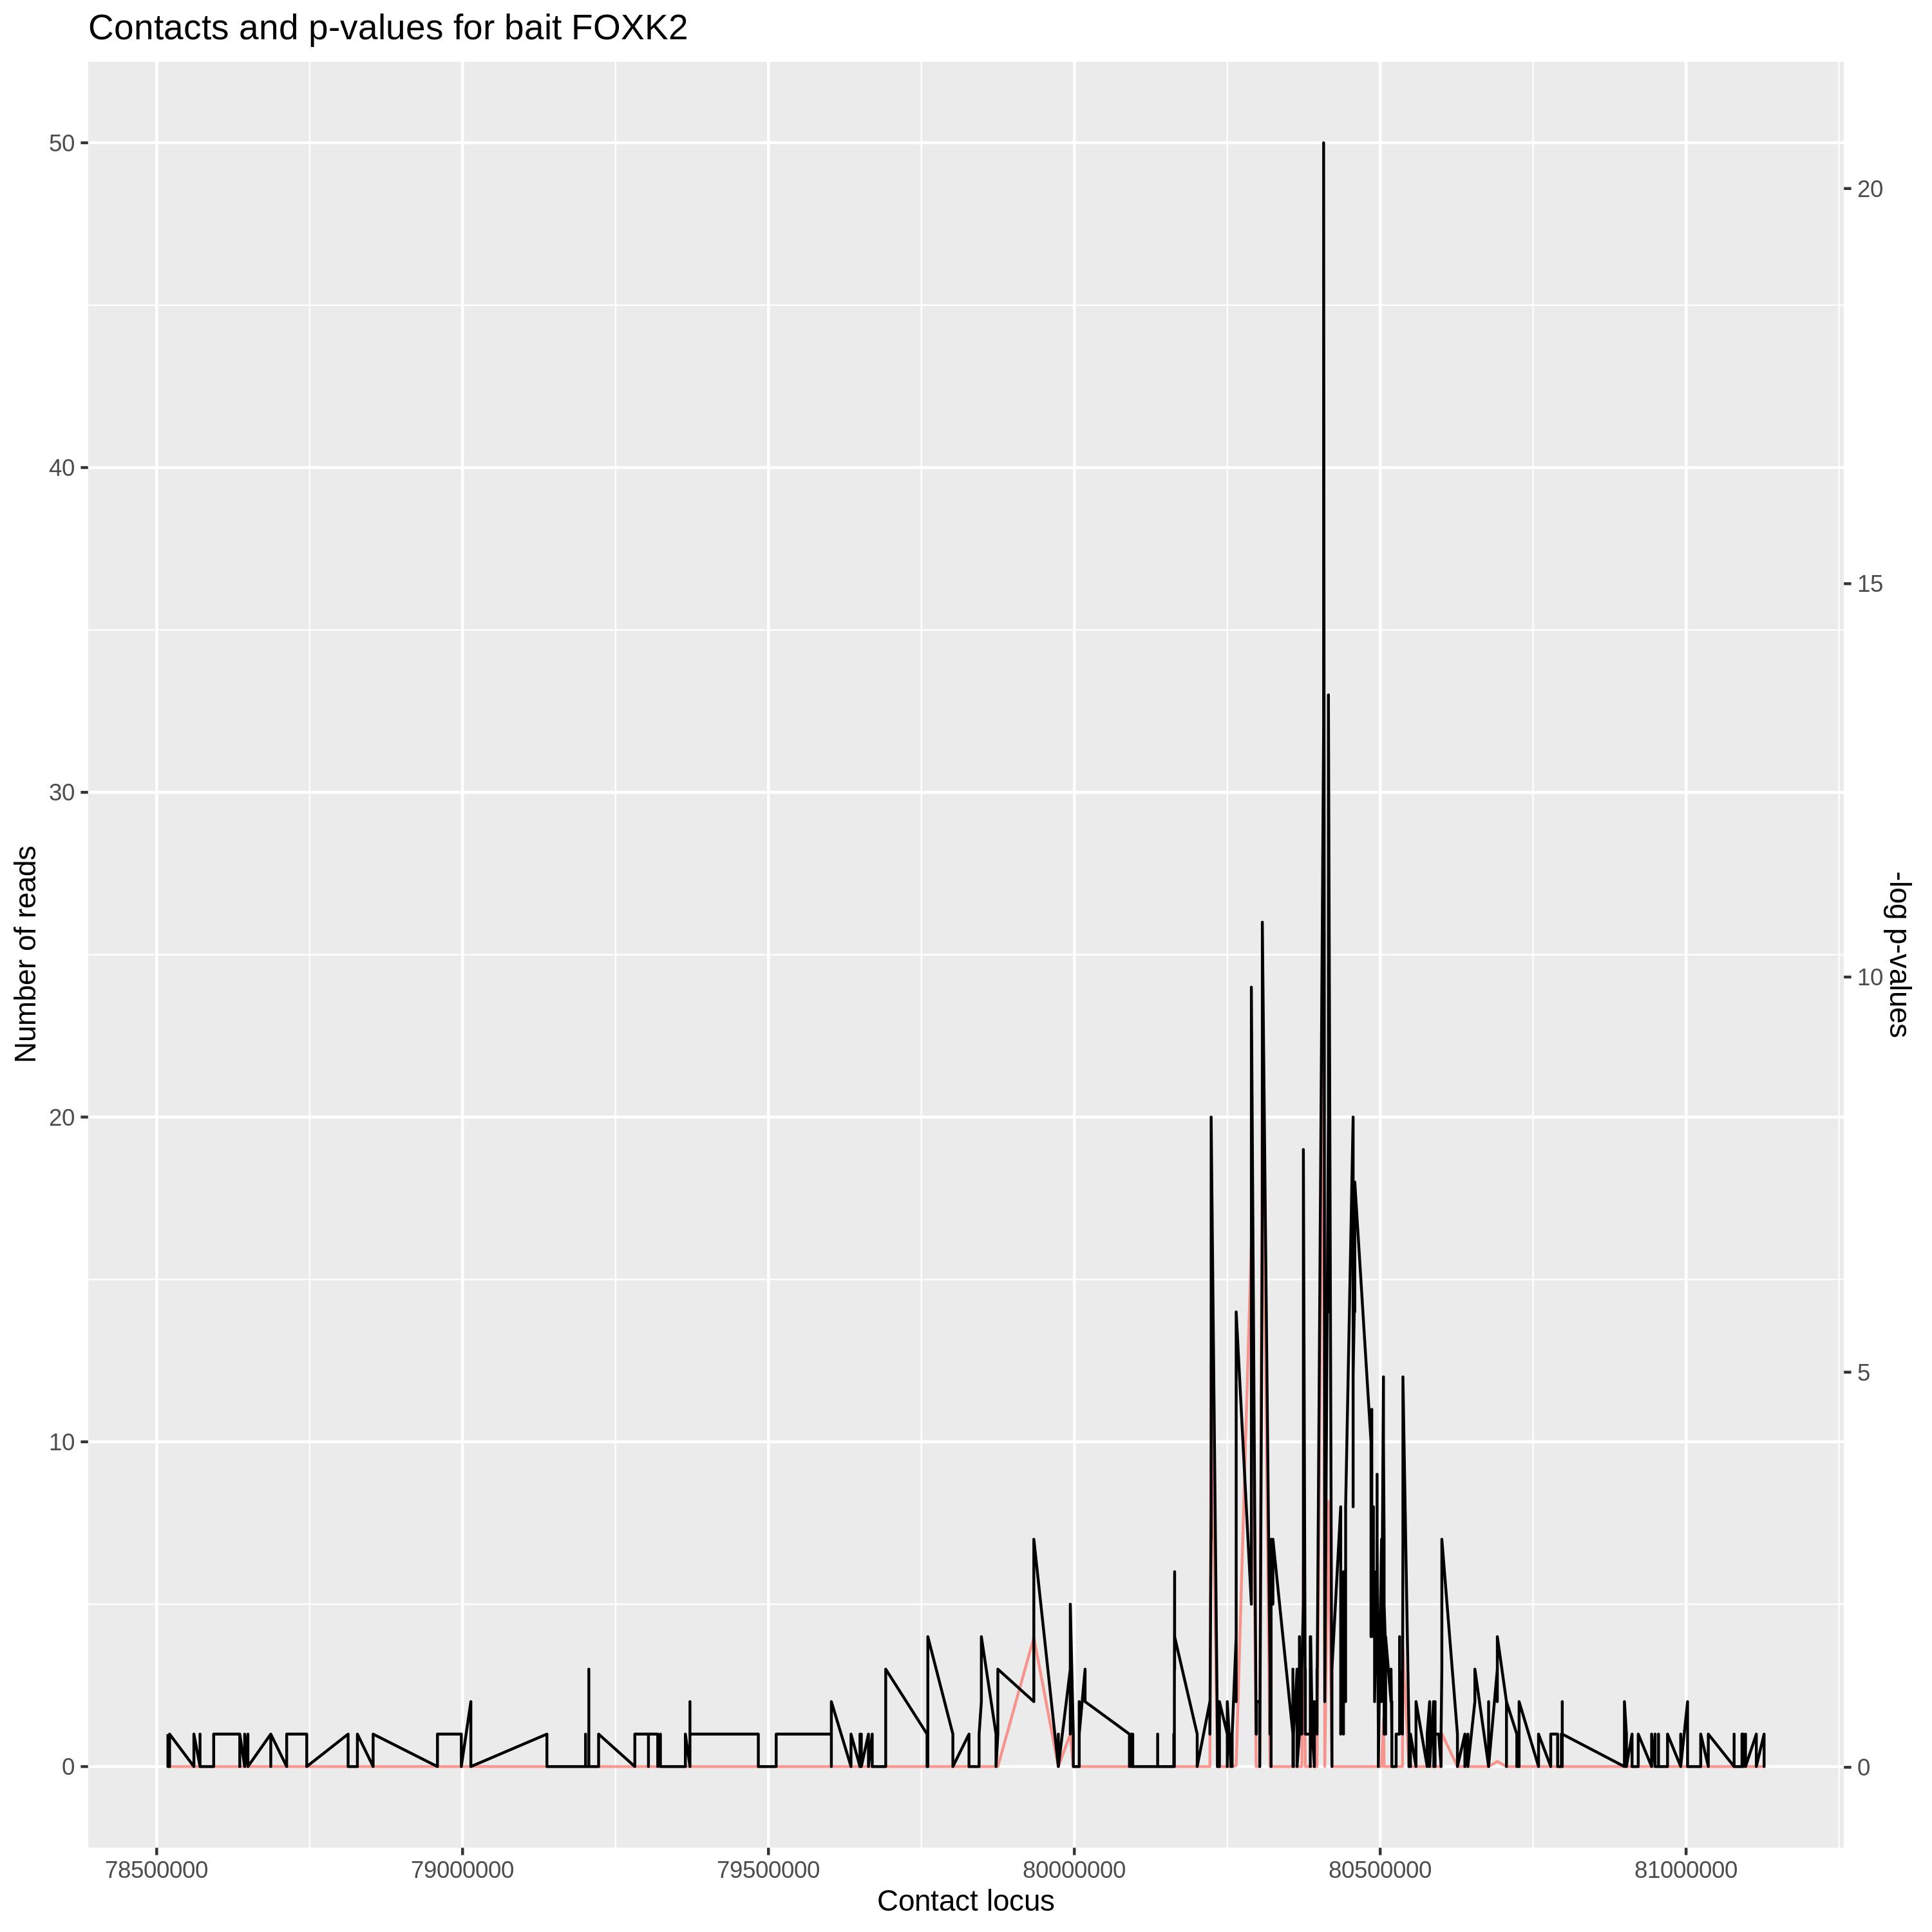 Contacts and p-values for bait FOXK2
50
40
30
20
10
0
Number of reads
20
15
10
5
0
-log p-values
78500000 79000000 79500000 80000000 80500000 81000000
Contact locus